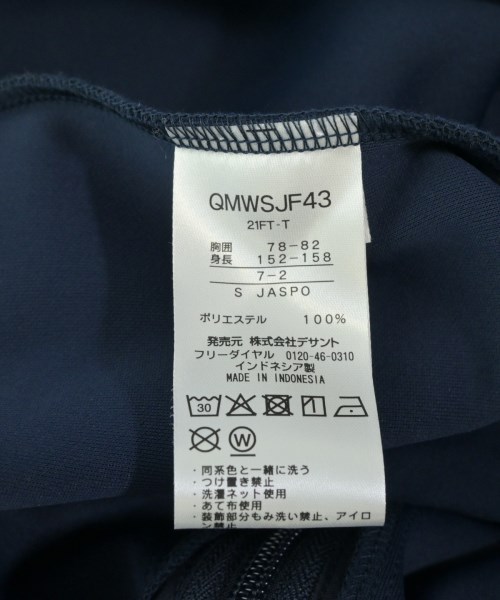 QMWSJF43
21FT-T
胸囲 78-82
身長 152-158
7-2
S JASPO
ポリエステル 100%
発売元 株式会社デサント
フリーダイヤル 0120-46-0310
インドネシア製
MADE IN INDONESIA
30
W
・同系色と一緒に洗う
・つけ置き禁止
・洗濯ネット使用
・あて布使用
・装飾部分もみ洗い禁止、アイロ
ン禁止